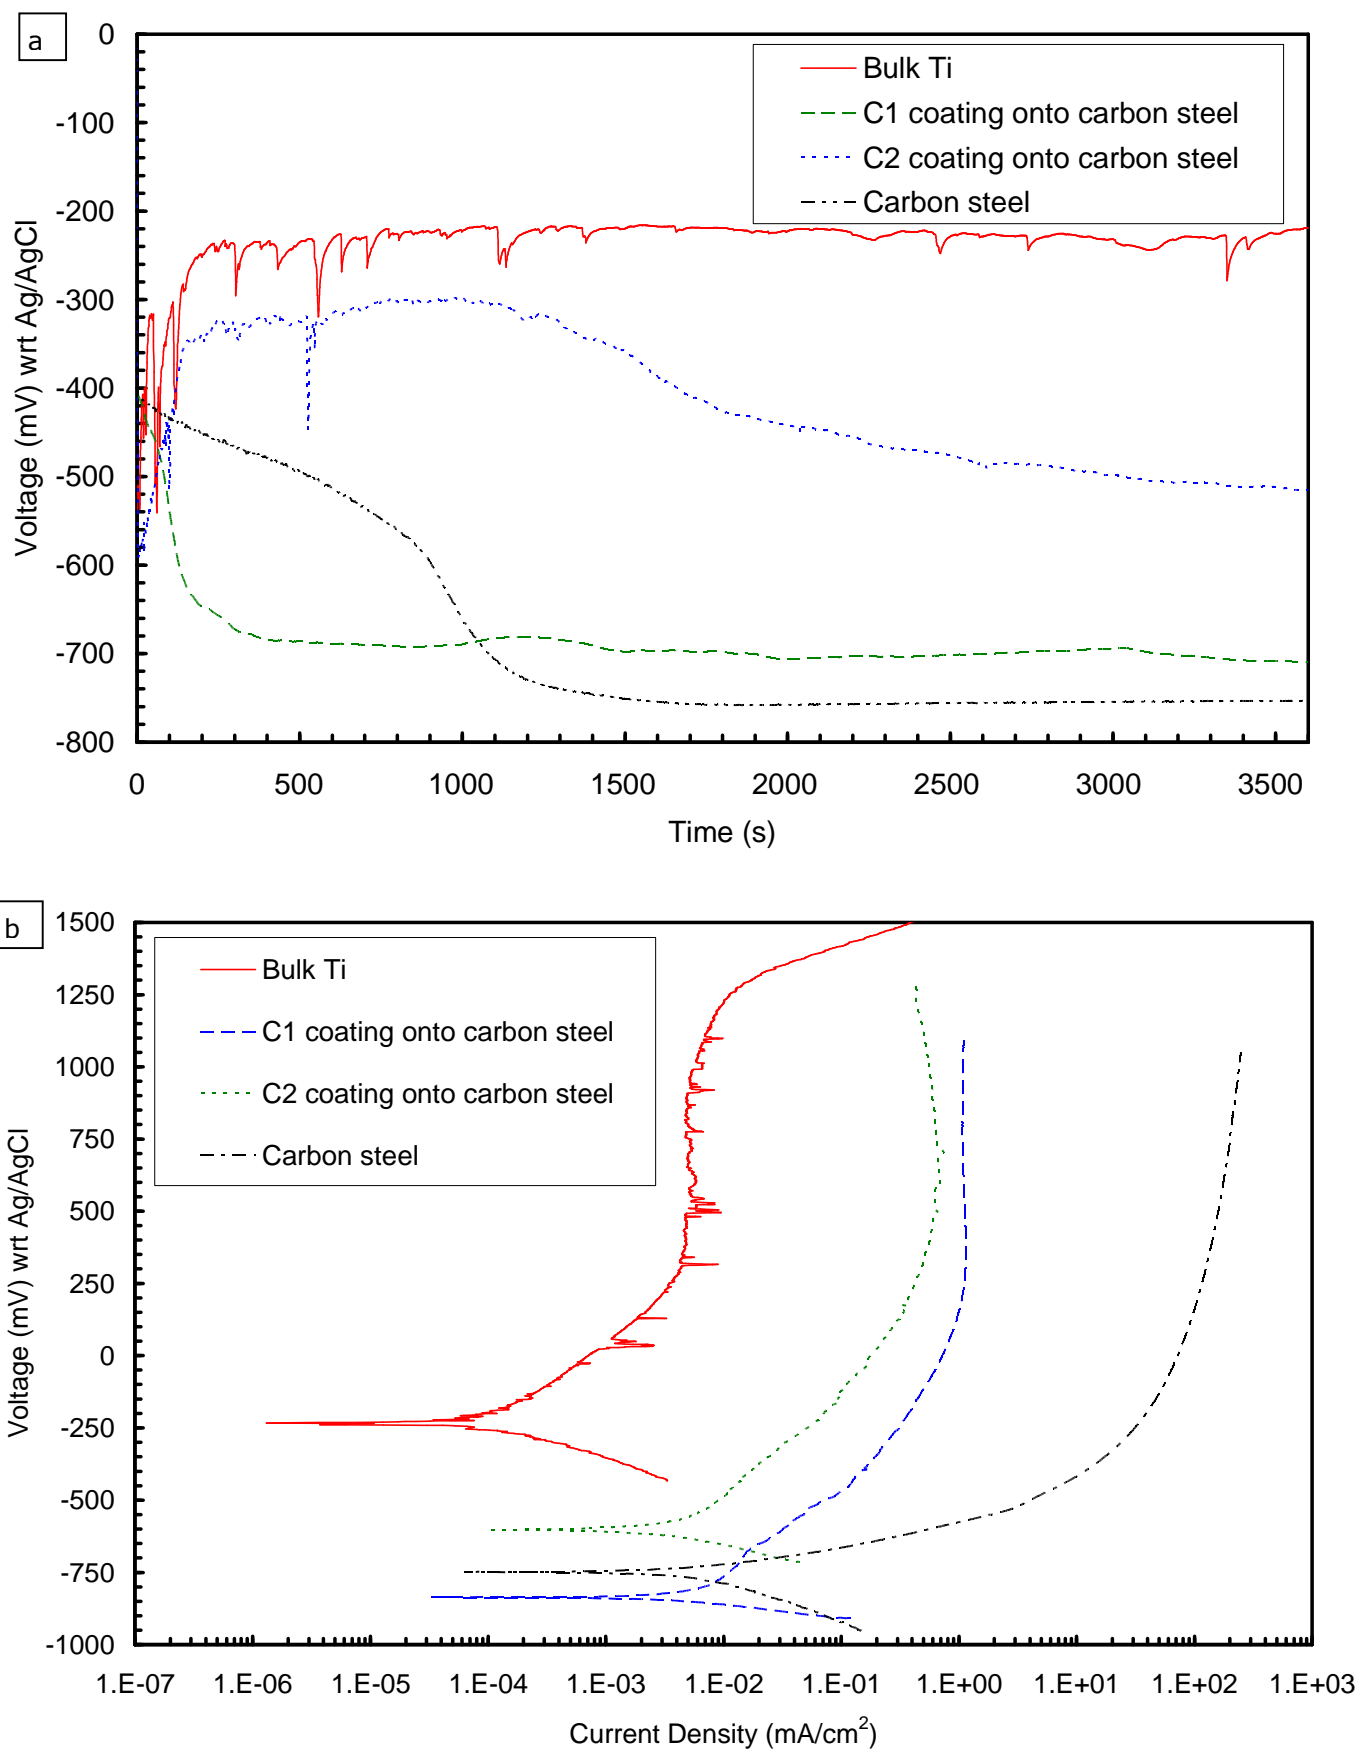 a
0
-100
-200
-300
-400
-500
-600
-700
-800
Voltage (mV) wrt Ag/AgCl
Bulk Ti
C1 coating onto carbon steel
C2 coating onto carbon steel
Carbon steel
0 500 1000 1500 2000 2500 3000 3500
Time (s)
b
1500
1250
1000
750
500
250
0
-250
-500
-750
-1000
Voltage (mV) wrt Ag/AgCl
Bulk Ti
C1 coating onto carbon steel
C2 coating onto carbon steel
Carbon steel
1.E-07 1.E-06 1.E-05 1.E-04 1.E-03 1.E-02 1.E-01 1.E+00 1.E+01 1.E+02 1.E+03
Current Density (mA/cm²)